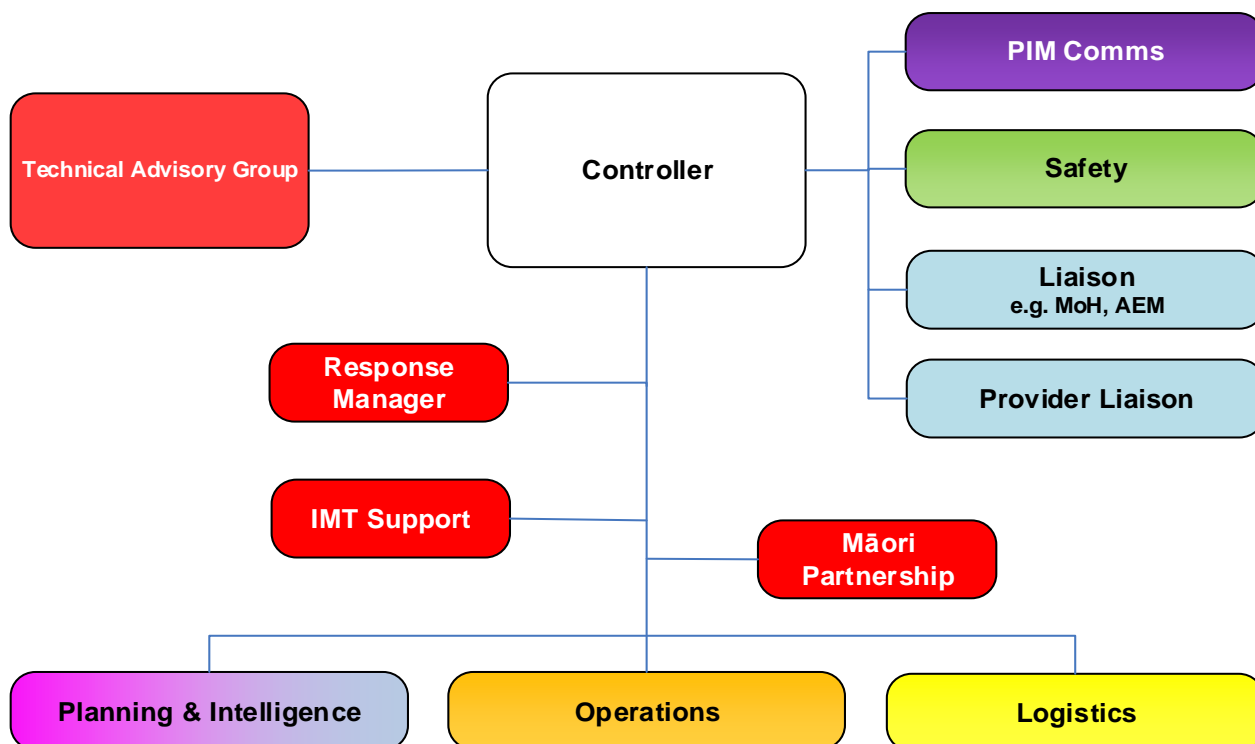 PIM Comms
Technical Advisory Group
Controller
Safety
Liaison
e.g. MoH, AEM
Response
Manager
Provider Liaison
IMT Support
Māori
Partnership
Planning & Intelligence
Operations
Logistics